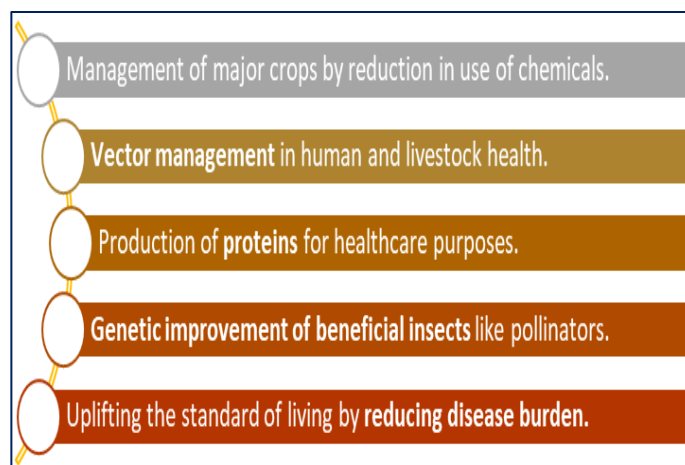 Management of major crops by reduction in use of chemicals.
Vector management in human and livestock health.
Production of proteins for healthcare purposes.
Genetic improvement of beneficial insects like pollinators.
Uplifting the standard of living by reducing disease burden.